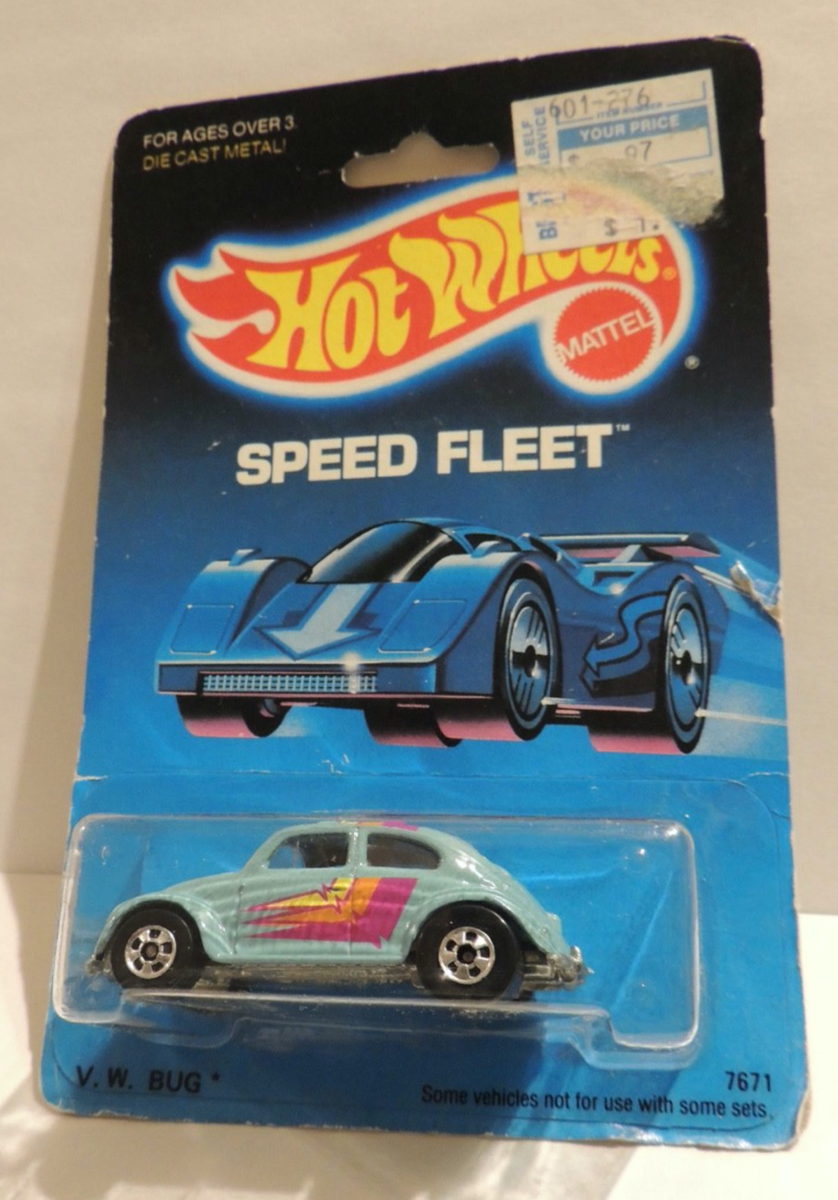 FOR AGES OVER 3.
DIE CAST METAL!
601-276
SELF SERVICE
YOUR PRICE
$ .97
$ 1.
HOT WHEELS®
MATTEL
®
SPEED FLEET™
V. W. BUG *
7671
Some vehicles not for use with some sets.